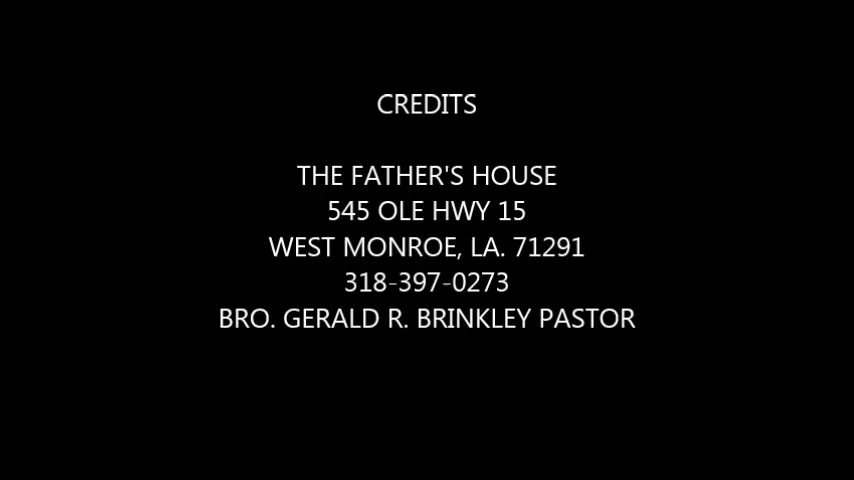 CREDITS
THE FATHER'S HOUSE
545 OLE HWY 15
WEST MONROE, LA. 71291
318-397-0273
BRO. GERALD R. BRINKLEY PASTOR